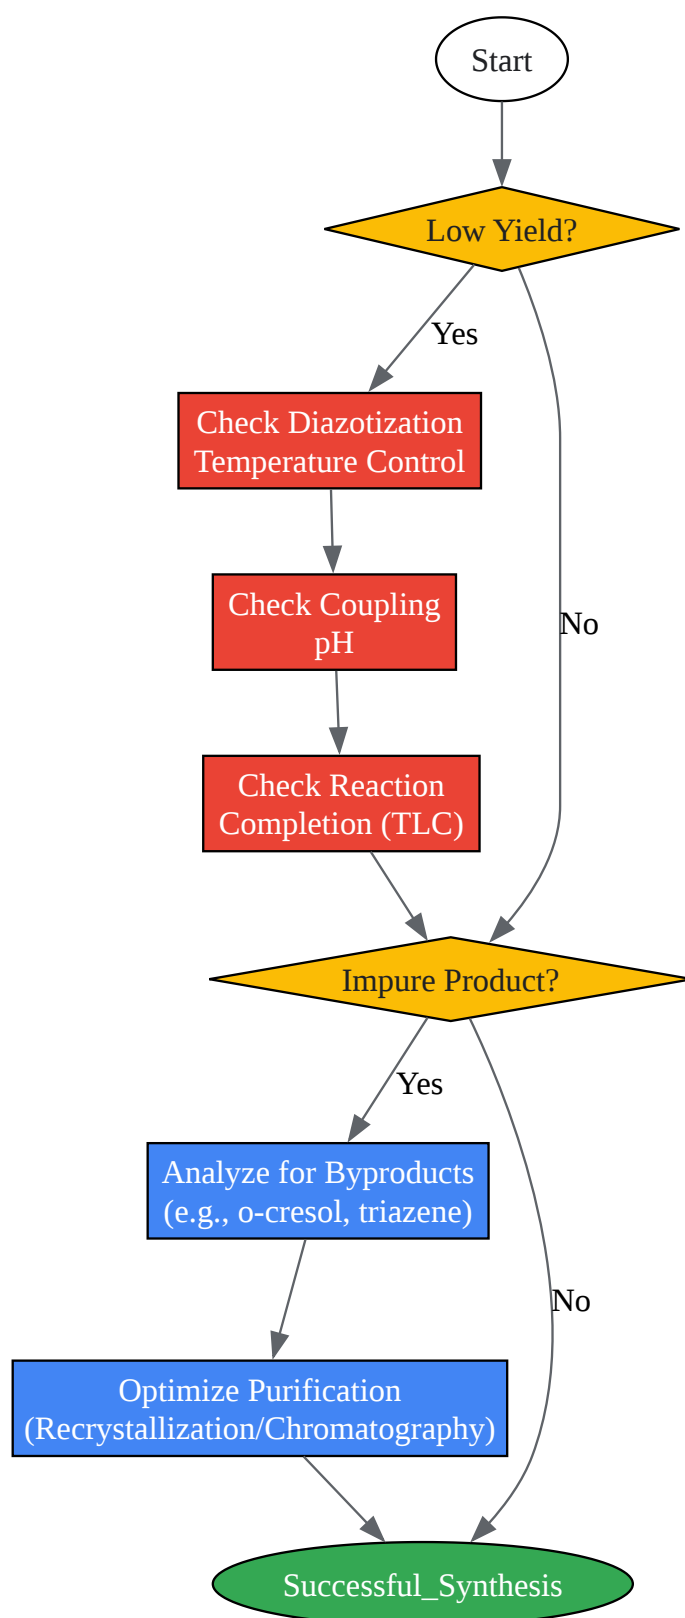 Start
Low Yield?
Yes
Check Diazotization
Temperature Control
Check Coupling
pH
No
Check Reaction
Completion (TLC)
Impure Product?
Yes
Analyze for Byproducts
(e.g., o-cresol, triazene)
No
Optimize Purification
(Recrystallization/Chromatography)
Successful_Synthesis